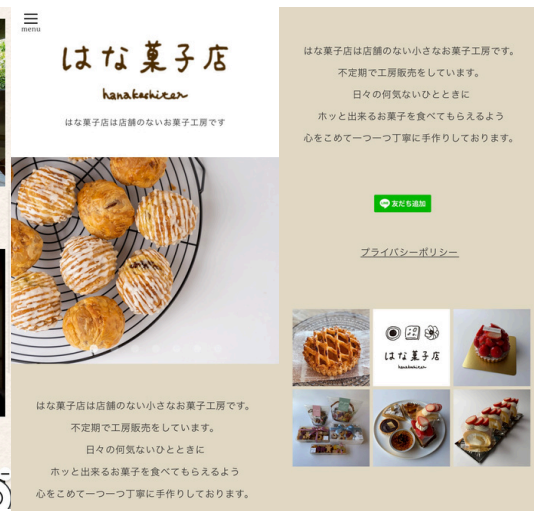 menu
はな菓子店
hanakashiten
はな菓子店は店舗のないお菓子工房です
はな菓子店は店舗のない小さなお菓子工房です。
不定期で工房販売をしています。
日々の何気ないひとときに
ホッと出来るお菓子を食べてもらえるよう
心をこめて一つ一つ丁寧に手作りしております。
はな菓子店は店舗のない小さなお菓子工房です。
不定期で工房販売をしています。
日々の何気ないひとときに
ホッと出来るお菓子を食べてもらえるよう
心をこめて一つ一つ丁寧に手作りしております。
友だち追加
プライバシーポリシー
はな菓子店
hanakashiten